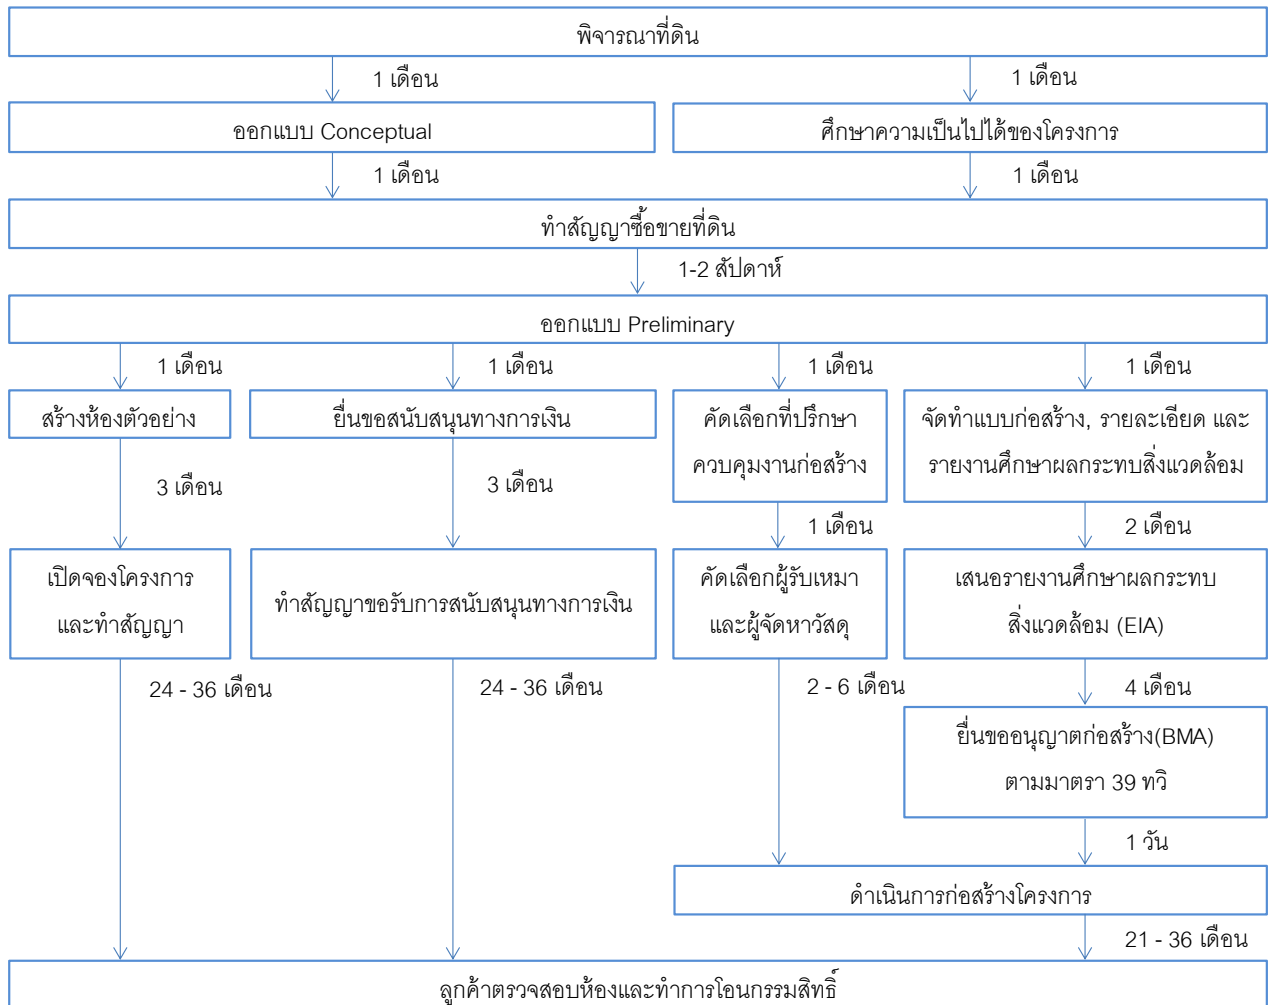 พิจารณาที่ดิน
1 เดือน
1 เดือน
ออกแบบ Conceptual
ศึกษาความเป็นไปได้ของโครงการ
1 เดือน
1 เดือน
ทำสัญญาซื้อขายที่ดิน
1-2 สัปดาห์
ออกแบบ Preliminary
1 เดือน
1 เดือน
1 เดือน
1 เดือน
สร้างห้องตัวอย่าง
ยื่นขอสนับสนุนทางการเงิน
คัดเลือกที่ปรึกษา
ควบคุมงานก่อสร้าง
จัดทำแบบก่อสร้าง, รายละเอียด และ
รายงานศึกษาผลกระทบสิ่งแวดล้อม
3 เดือน
3 เดือน
1 เดือน
2 เดือน
เปิดจองโครงการ
และทำสัญญา
ทำสัญญาขอรับการสนับสนุนทางการเงิน
คัดเลือกผู้รับเหมา
และผู้จัดหาวัสดุ
เสนอรายงานศึกษาผลกระทบ
สิ่งแวดล้อม (EIA)
24 - 36 เดือน
24 - 36 เดือน
2 - 6 เดือน
4 เดือน
ยื่นขออนุญาตก่อสร้าง(BMA)
ตามมาตรา 39 ทวิ
1 วัน
ดำเนินการก่อสร้างโครงการ
21 - 36 เดือน
ลูกค้าตรวจสอบห้องและทำการโอนกรรมสิทธิ์